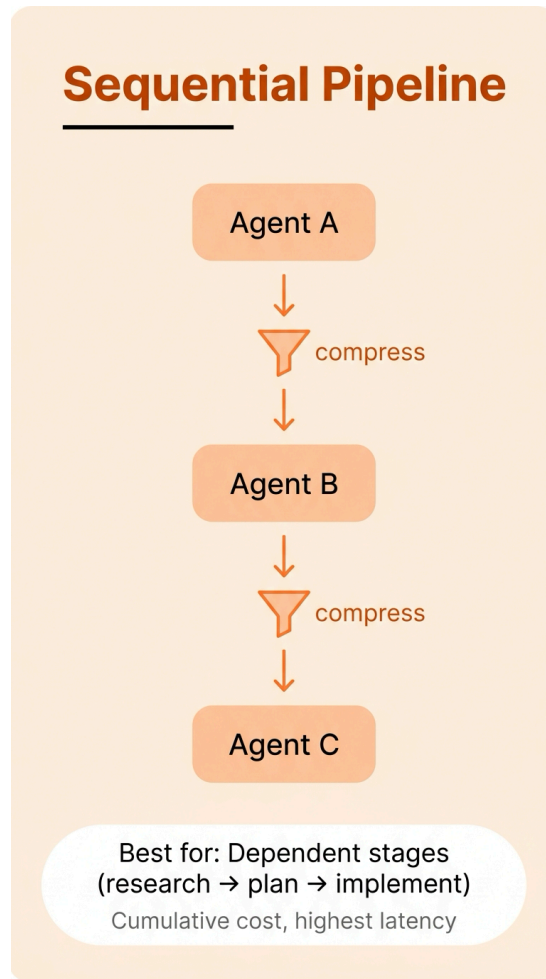 Sequential Pipeline
Agent A
compress
Agent B
compress
Agent C
Best for: Dependent stages
(research → plan → implement)
Cumulative cost, highest latency